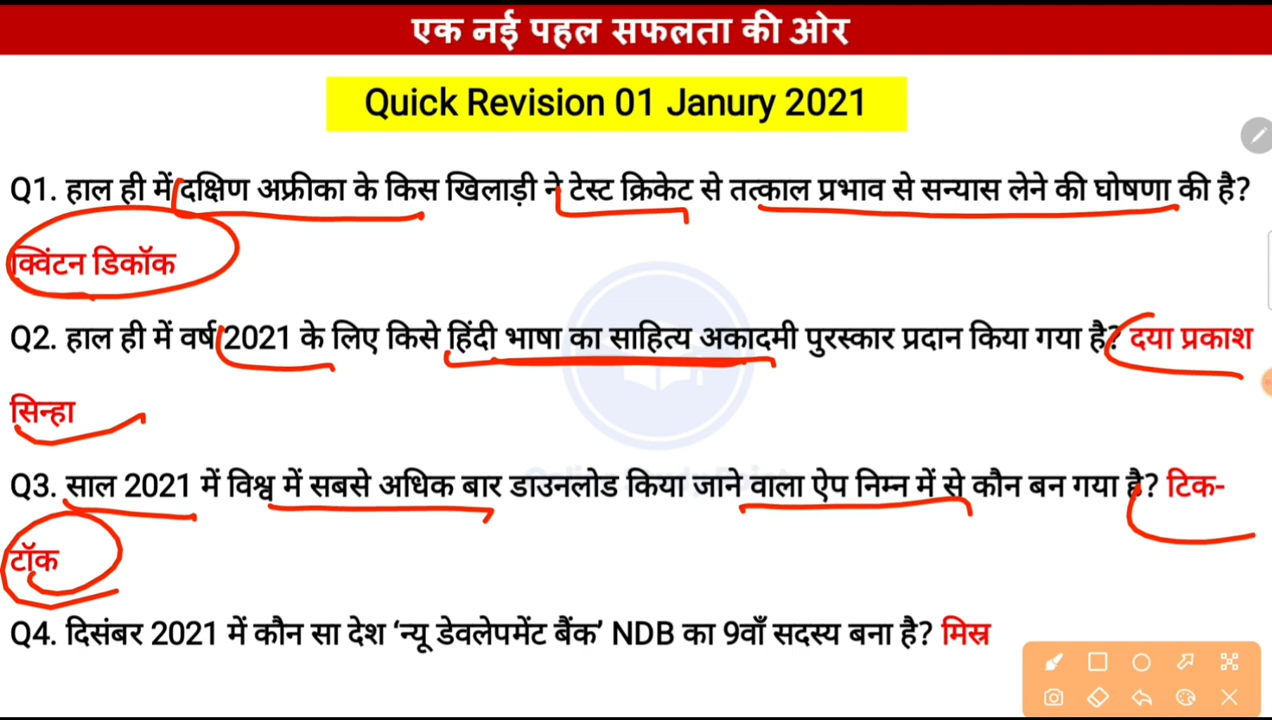 एक नई पहल सफलता की ओर
Quick Revision 01 Janury 2021
Q1. हाल ही में दक्षिण अफ्रीका के किस खिलाड़ी ने टेस्ट क्रिकेट से तत्काल प्रभाव से सन्यास लेने की घोषणा की है?
क्विंटन डिकॉक
Q2. हाल ही में वर्ष 2021 के लिए किसे हिंदी भाषा का साहित्य अकादमी पुरस्कार प्रदान किया गया है? दया प्रकाश
सिन्हा
Q3. साल 2021 में विश्व में सबसे अधिक बार डाउनलोड किया जाने वाला ऐप निम्न में से कौन बन गया है? टिक-
टॉक
Q4. दिसंबर 2021 में कौन सा देश ‘न्यू डेवलेपमेंट बैंक’ NDB का 9वाँ सदस्य बना है? मिस्र